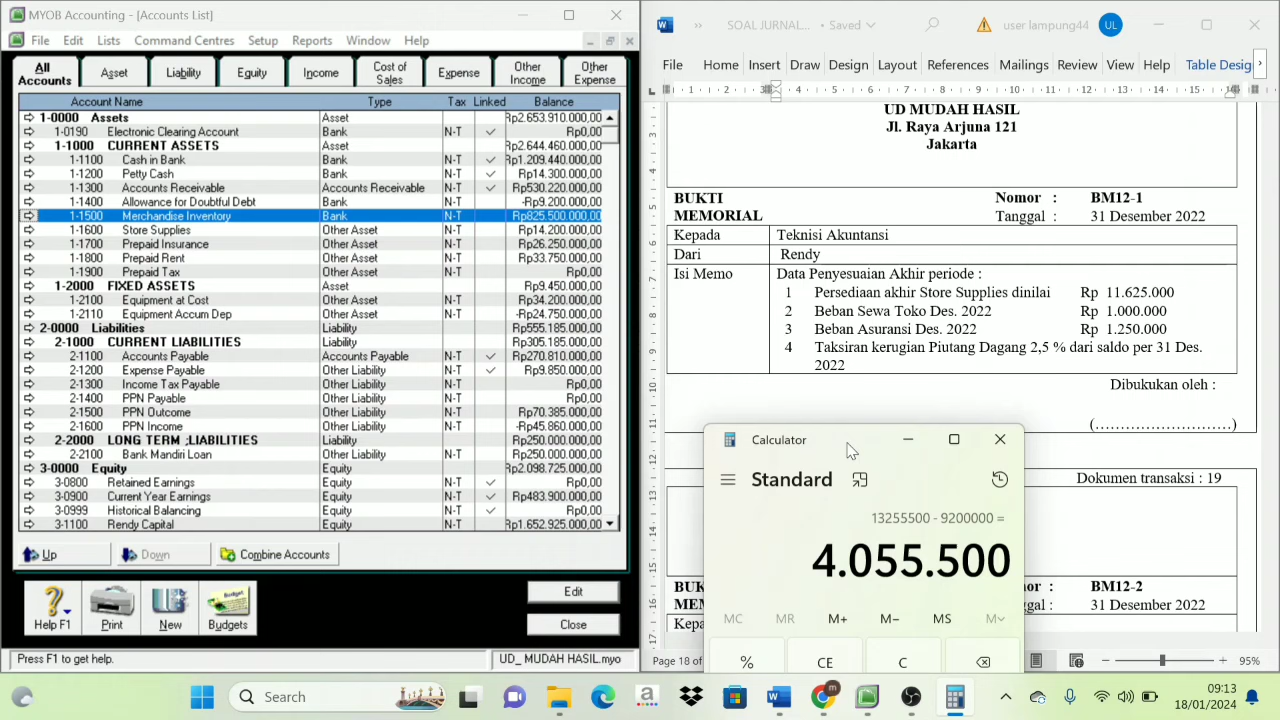 MYOB Accounting - [Accounts List]
File Edit Lists Command Centres Setup Reports Window Help
All Accounts Asset Liability Equity Income Cost of Sales Expense Other Income Other Expense
Account Name Type Tax Linked Balance
1-0000 Assets Asset Rp2.653.910.000,00
1-0190 Electronic Clearing Account Bank N-T Rp0,00
1-1000 CURRENT ASSETS Asset Rp2.644.460.000,00
1-1100 Cash in Bank Bank N-T Rp1.209.440.000,00
1-1200 Petty Cash Bank N-T Rp14.300.000,00
1-1300 Accounts Receivable Accounts Receivable N-T Rp530.220.000,00
1-1400 Allowance for Doubtful Debt Bank N-T -Rp9.200.000,00
1-1500 Merchandise Inventory Bank N-T Rp825.500.000,00
1-1600 Store Supplies Other Asset N-T Rp14.200.000,00
1-1700 Prepaid Insurance Other Asset N-T Rp26.250.000,00
1-1800 Prepaid Rent Other Asset N-T Rp33.750.000,00
1-1900 Prepaid Tax Other Asset N-T Rp0,00
1-2000 FIXED ASSETS Asset Rp9.450.000,00
1-2100 Equipment at Cost Other Asset N-T Rp34.200.000,00
1-2110 Equipment Accum Dep Other Asset N-T -Rp24.750.000,00
2-0000 Liabilities Liability Rp555.185.000,00
2-1000 CURRENT LIABILITIES Liability Rp305.185.000,00
2-1100 Accounts Payable Accounts Payable N-T Rp270.810.000,00
2-1200 Expense Payable Other Liability N-T Rp9.850.000,00
2-1300 Income Tax Payable Other Liability N-T Rp0,00
2-1400 PPN Payable Other Liability N-T Rp0,00
2-1500 PPN Outcome Other Liability N-T Rp70.385.000,00
2-1600 PPN Income Other Liability N-T -Rp45.860.000,00
2-2000 LONG TERM ;LIABILITIES Liability Rp250.000.000,00
2-2100 Bank Mandiri Loan Other Liability N-T Rp250.000.000,00
3-0000 Equity Equity Rp2.098.725.000,00
3-0800 Retained Earnings Equity N-T Rp0,00
3-0900 Current Year Earnings Equity N-T Rp483.900.000,00
3-0999 Historical Balancing Equity N-T Rp0,00
3-1100 Rendy Capital Equity N-T Rp1.652.925.000,00
Up Down Combine Accounts
Help F1 Print New Budgets Edit
Close
Press F1 to get help. UD_ MUDAH HASIL.myo
SOAL JURNAL... • Saved user lampung44 UL
File Home Insert Draw Design Layout References Mailings Review View Help Table Desig
1 2 3 4 5 6 7 8 9 10 11 12 13 14
UD MUDAH HASIL
Jl. Raya Arjuna 121
Jakarta
BUKTI MEMORIAL
Nomor : BM12-1
Tanggal : 31 Desember 2022
Kepada Teknisi Akuntansi
Dari Rendy
Isi Memo Data Penyesuaian Akhir periode :
1 Persediaan akhir Store Supplies dinilai Rp 11.625.000
2 Beban Sewa Toko Des. 2022 Rp 1.000.000
3 Beban Asuransi Des. 2022 Rp 1.250.000
4 Taksiran kerugian Piutang Dagang 2,5 % dari saldo per 31 Des.
2022
Dibukukan oleh :
(……………………………)
Dokumen transaksi : 19
BM12-2
31 Desember 2022
Page 18 of 95%
Calculator
Standard
13255500 - 9200000 =
4.055.500
MC MR M+ M− MS M
% CE C
Search 09:13
18/01/2024